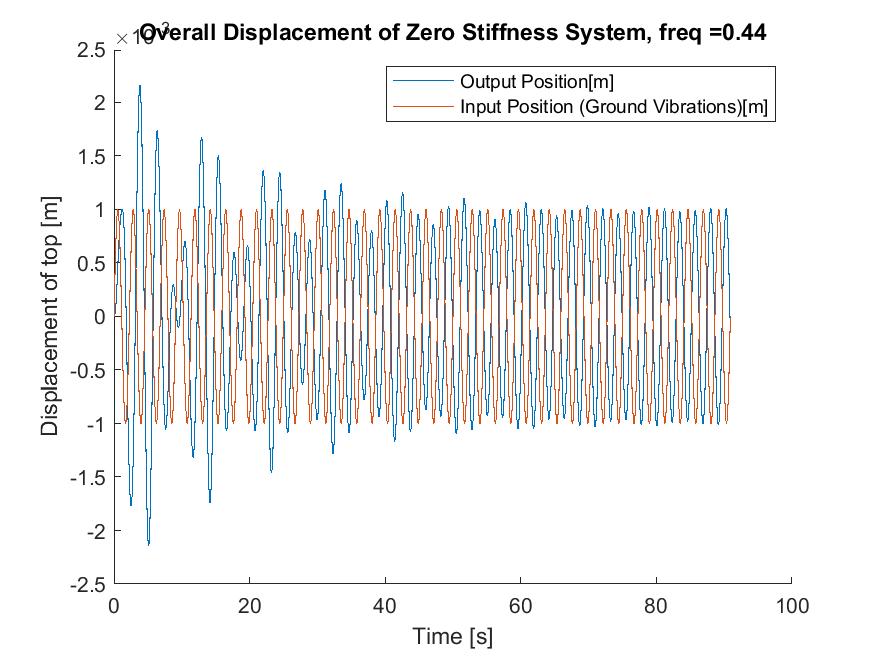 ×10-3
Overall Displacement of Zero Stiffness System, freq =0.44
Output Position[m]
Input Position (Ground Vibrations)[m]
Displacement of top [m]
2.5
2
1.5
1
0.5
0
-0.5
-1
-1.5
-2
-2.5
0 20 40 60 80 100
Time [s]